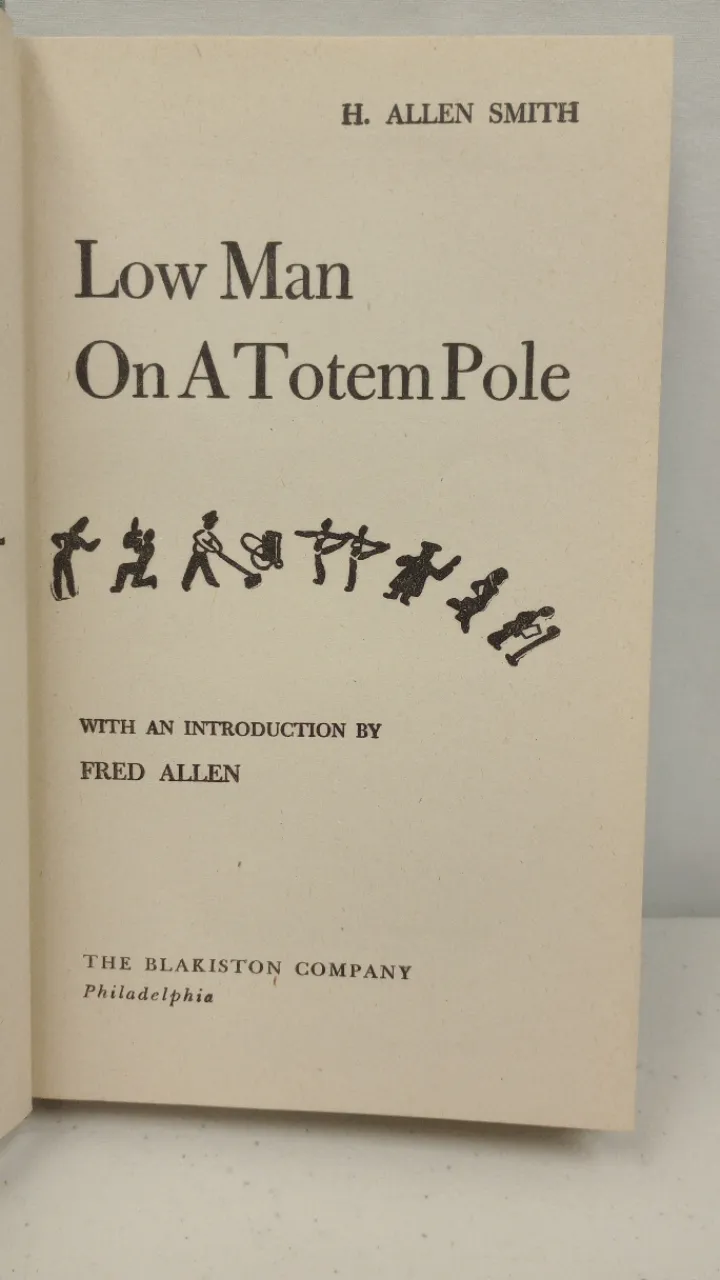 H. ALLEN SMITH
Low Man
On A Totem Pole
WITH AN INTRODUCTION BY
FRED ALLEN
THE BLAKISTON COMPANY
Philadelphia